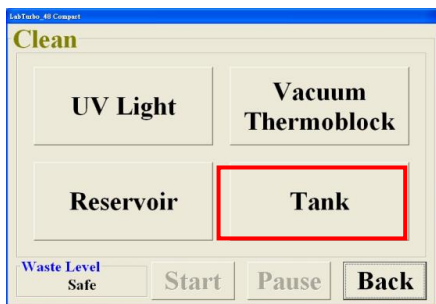 LabTurbo_48 Compact
Clean
UV Light
Vacuum
Thermoblock
Reservoir
Tank
Waste Level
Safe
Start
Pause
Back